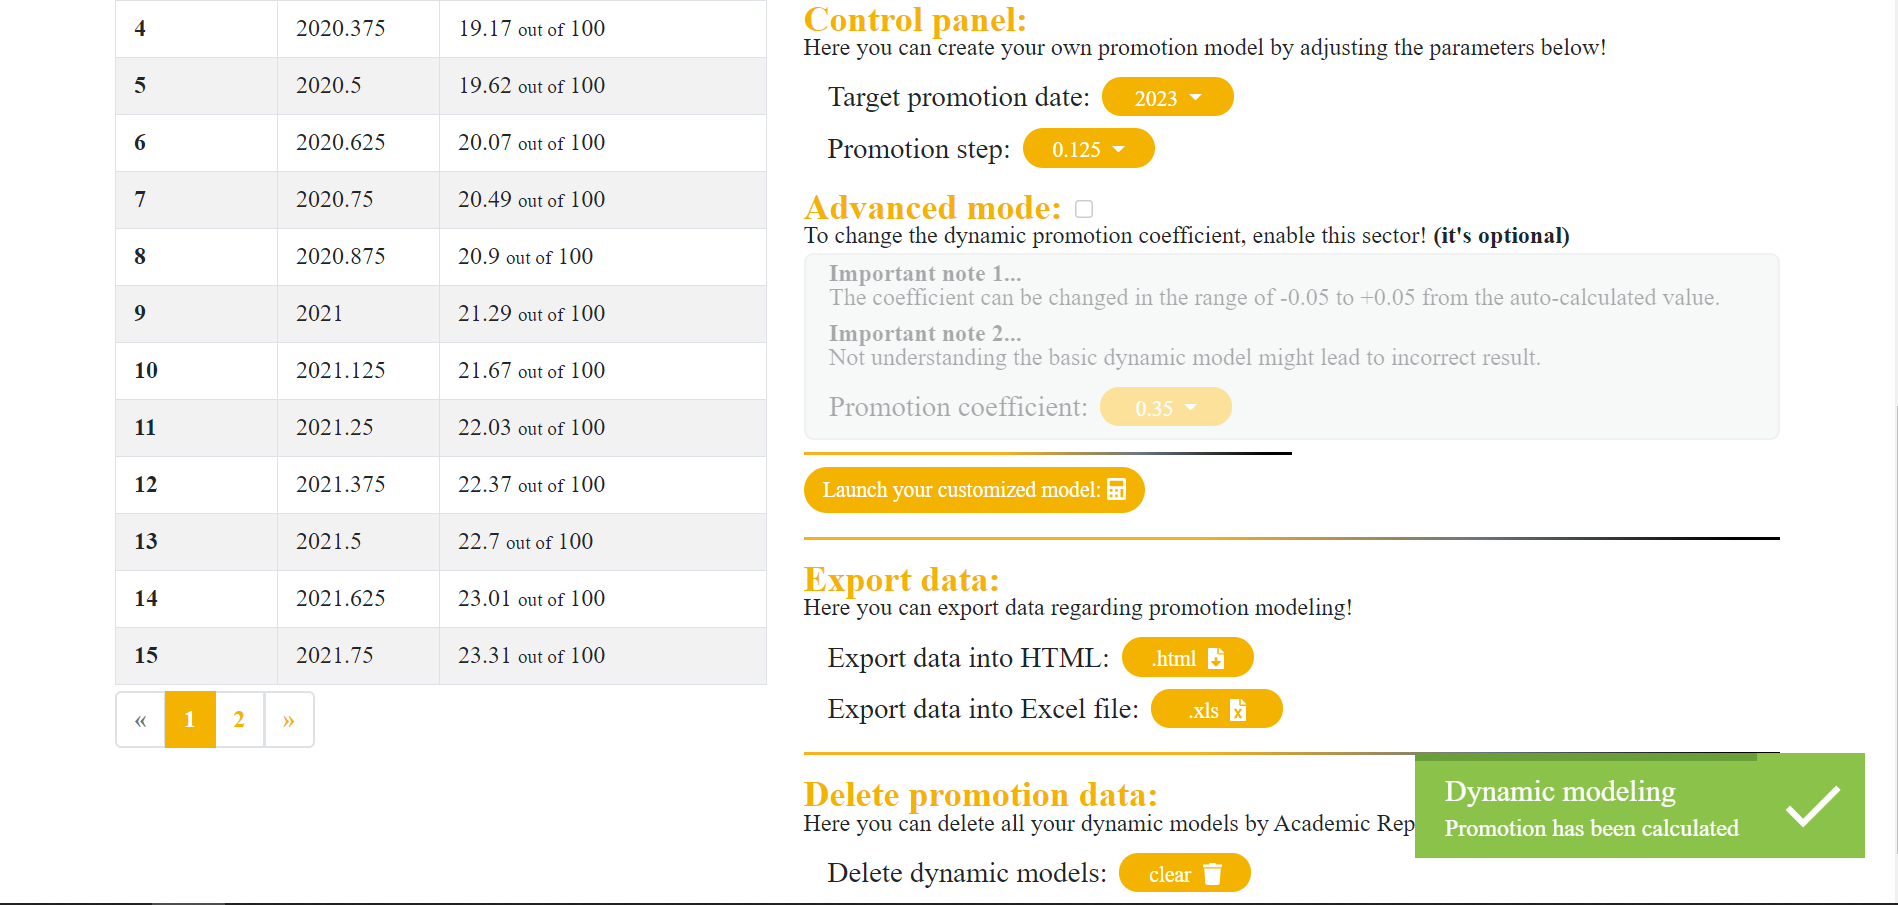 4 2020.375 19.17 out of 100
5 2020.5 19.62 out of 100
6 2020.625 20.07 out of 100
7 2020.75 20.49 out of 100
8 2020.875 20.9 out of 100
9 2021 21.29 out of 100
10 2021.125 21.67 out of 100
11 2021.25 22.03 out of 100
12 2021.375 22.37 out of 100
13 2021.5 22.7 out of 100
14 2021.625 23.01 out of 100
15 2021.75 23.31 out of 100
« 1 2 »
Control panel:
Here you can create your own promotion model by adjusting the parameters below!
Target promotion date: 2023
Promotion step: 0.125
Advanced mode:
To change the dynamic promotion coefficient, enable this sector! (it's optional)
Important note 1...
The coefficient can be changed in the range of -0.05 to +0.05 from the auto-calculated value.
Important note 2...
Not understanding the basic dynamic model might lead to incorrect result.
Promotion coefficient: 0.35
Launch your customized model:
Export data:
Here you can export data regarding promotion modeling!
Export data into HTML: .html
Export data into Excel file: .xls
Delete promotion data:
Here you can delete all your dynamic models by Academic Rep
Delete dynamic models: clear
Dynamic modeling
Promotion has been calculated